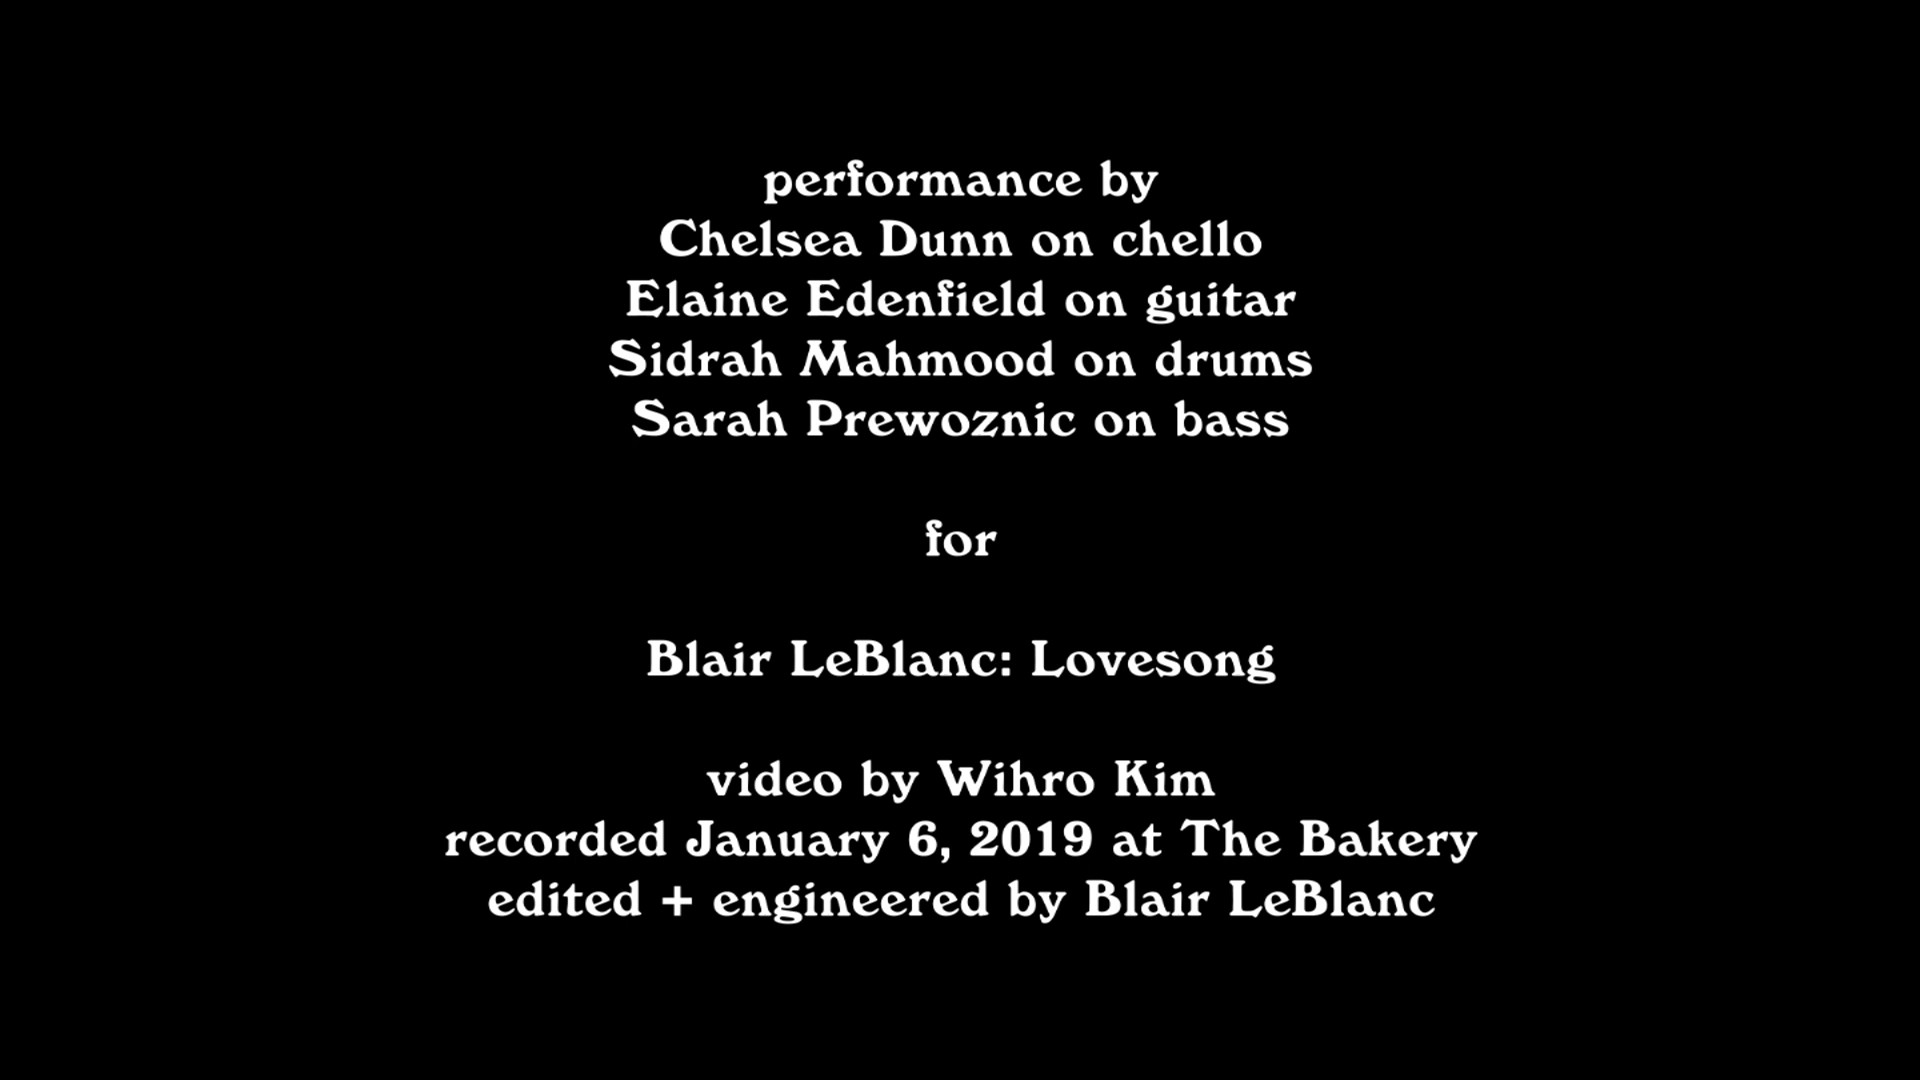 performance by
Chelsea Dunn on chello
Elaine Edenfield on guitar
Sidrah Mahmood on drums
Sarah Prewoznic on bass
for
Blair LeBlanc: Lovesong
video by Wihro Kim
recorded January 6, 2019 at The Bakery
edited + engineered by Blair LeBlanc